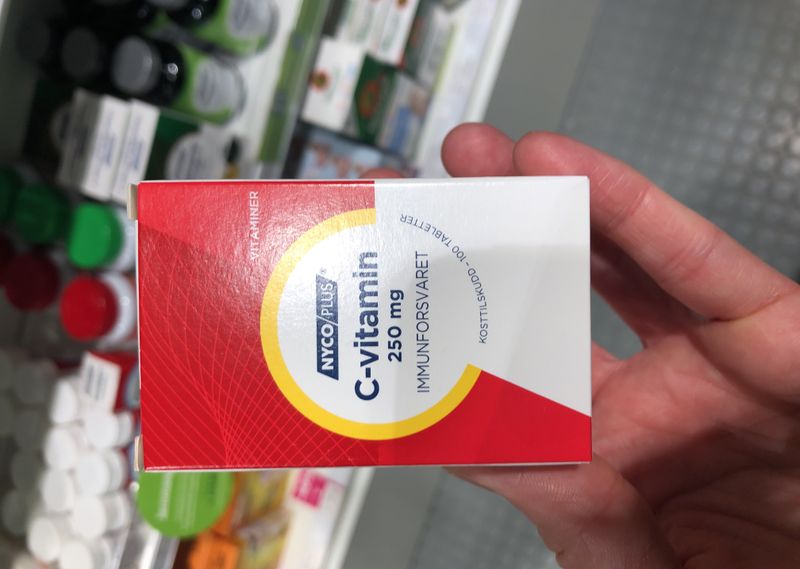 VITAMINER
NYCO/PLUS®
C-vitamin
250 mg
IMMUNFORSVARET
KOSTTILSKUDD - 100 TABLETTER